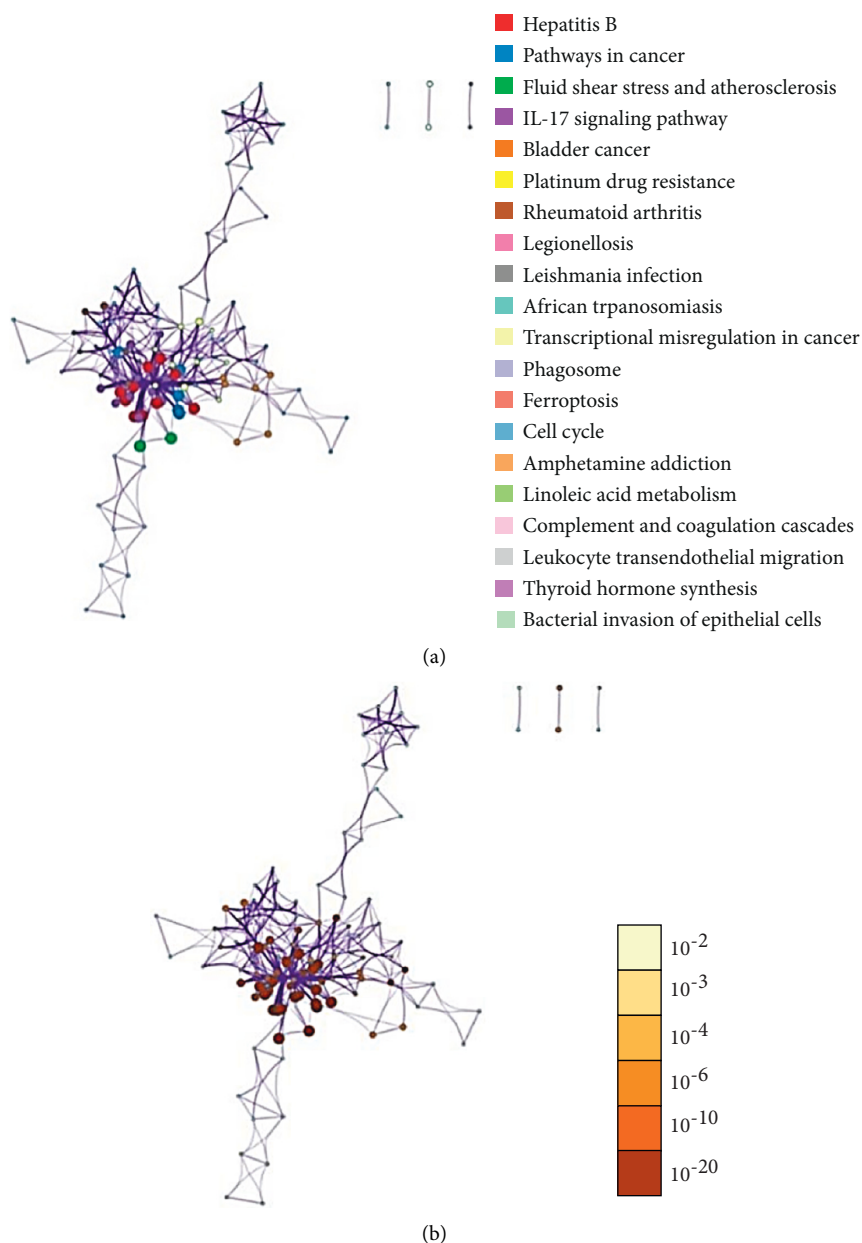 Hepatitis B
Pathways in cancer
Fluid shear stress and atherosclerosis
IL-17 signaling pathway
Bladder cancer
Platinum drug resistance
Rheumatoid arthritis
Legionellosis
Leishmania infection
African trpanosomiasis
Transcriptional misregulation in cancer
Phagosome
Ferroptosis
Cell cycle
Amphetamine addiction
Linoleic acid metabolism
Complement and coagulation cascades
Leukocyte transendothelial migration
Thyroid hormone synthesis
Bacterial invasion of epithelial cells
(a)
10⁻²
10⁻³
10⁻⁴
10⁻⁶
10⁻¹⁰
10⁻²⁰
(b)